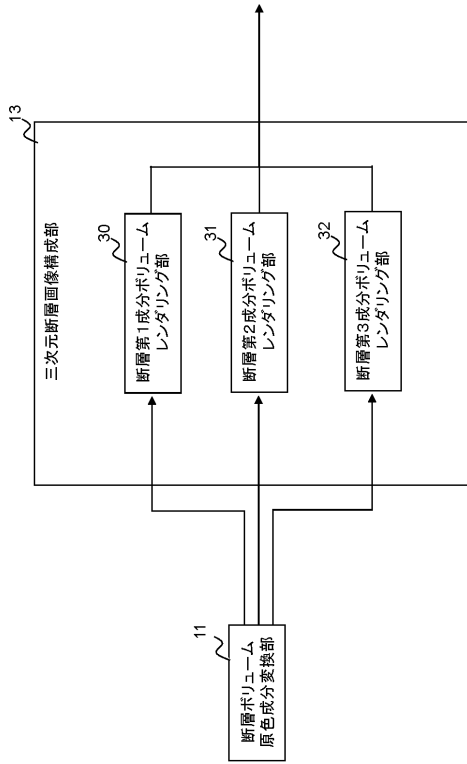 13
三次元断層画像構成部
30
断層第1成分ボリューム
レンダリング部
31
断層第2成分ボリューム
レンダリング部
32
断層第3成分ボリューム
レンダリング部
11
断層ボリューム
原色成分変換部